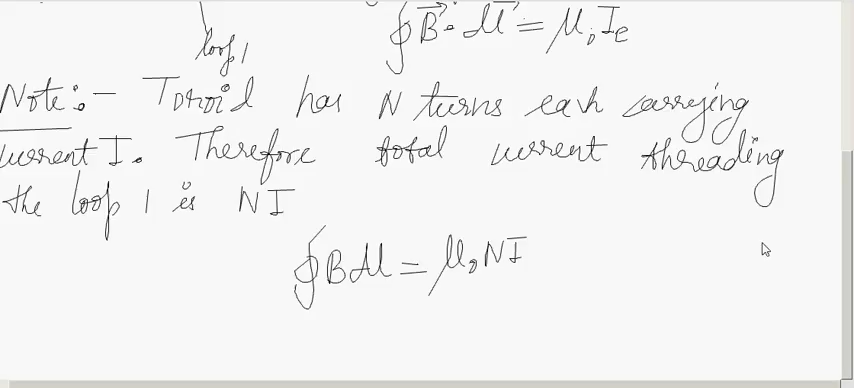 loop 1
∮B⃗·dl⃗ = μ₀Iₑ
Note:- Toroid has N turns each carrying
current I. Therefore total current threading
the loop 1 is NI
∮Bdl = μ₀NI